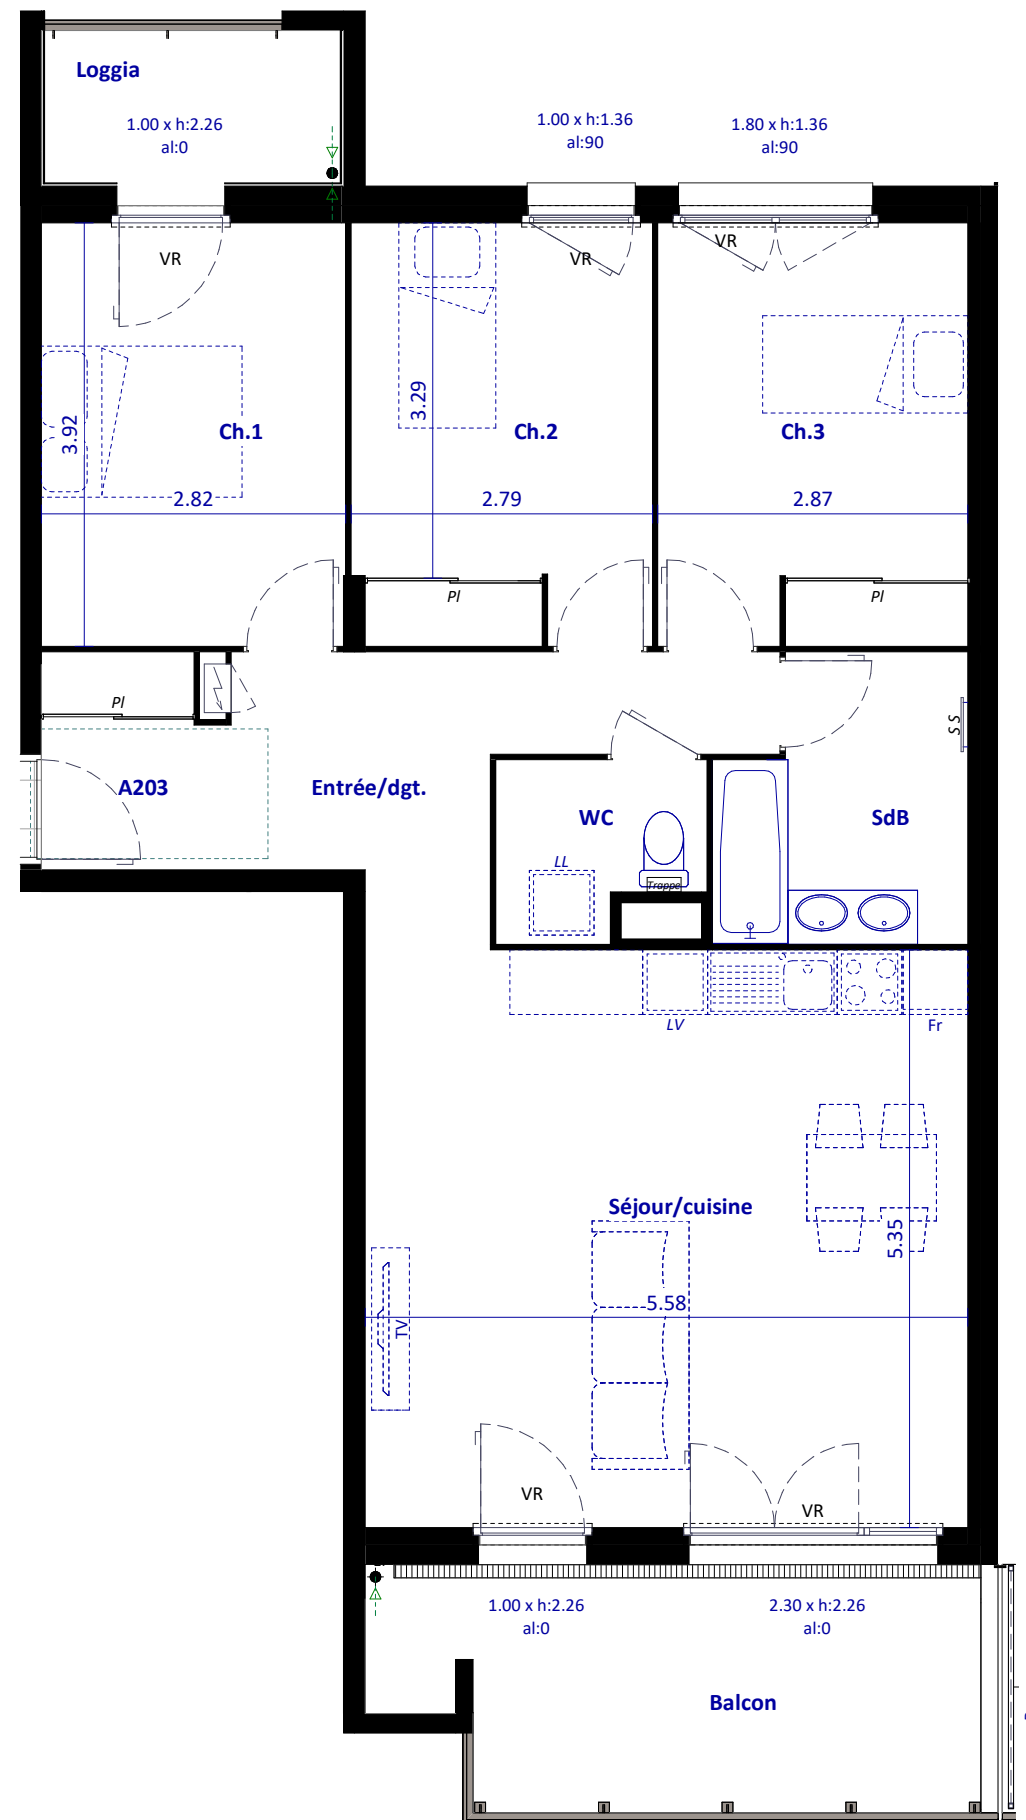 Loggia
1.00 x h:2.26
al:0
1.00 x h:1.36
al:90
1.80 x h:1.36
al:90
VR
VR
VR
3.92
3.29
Ch.1
Ch.2
Ch.3
2.82
2.79
2.87
Pl
Pl
Pl
S S
A203
Entrée/dgt.
WC
SdB
LL
Trappe
LV
Fr
Séjour/cuisine
5.35
5.58
TV
VR
VR
1.00 x h:2.26
al:0
2.30 x h:2.26
al:0
Balcon